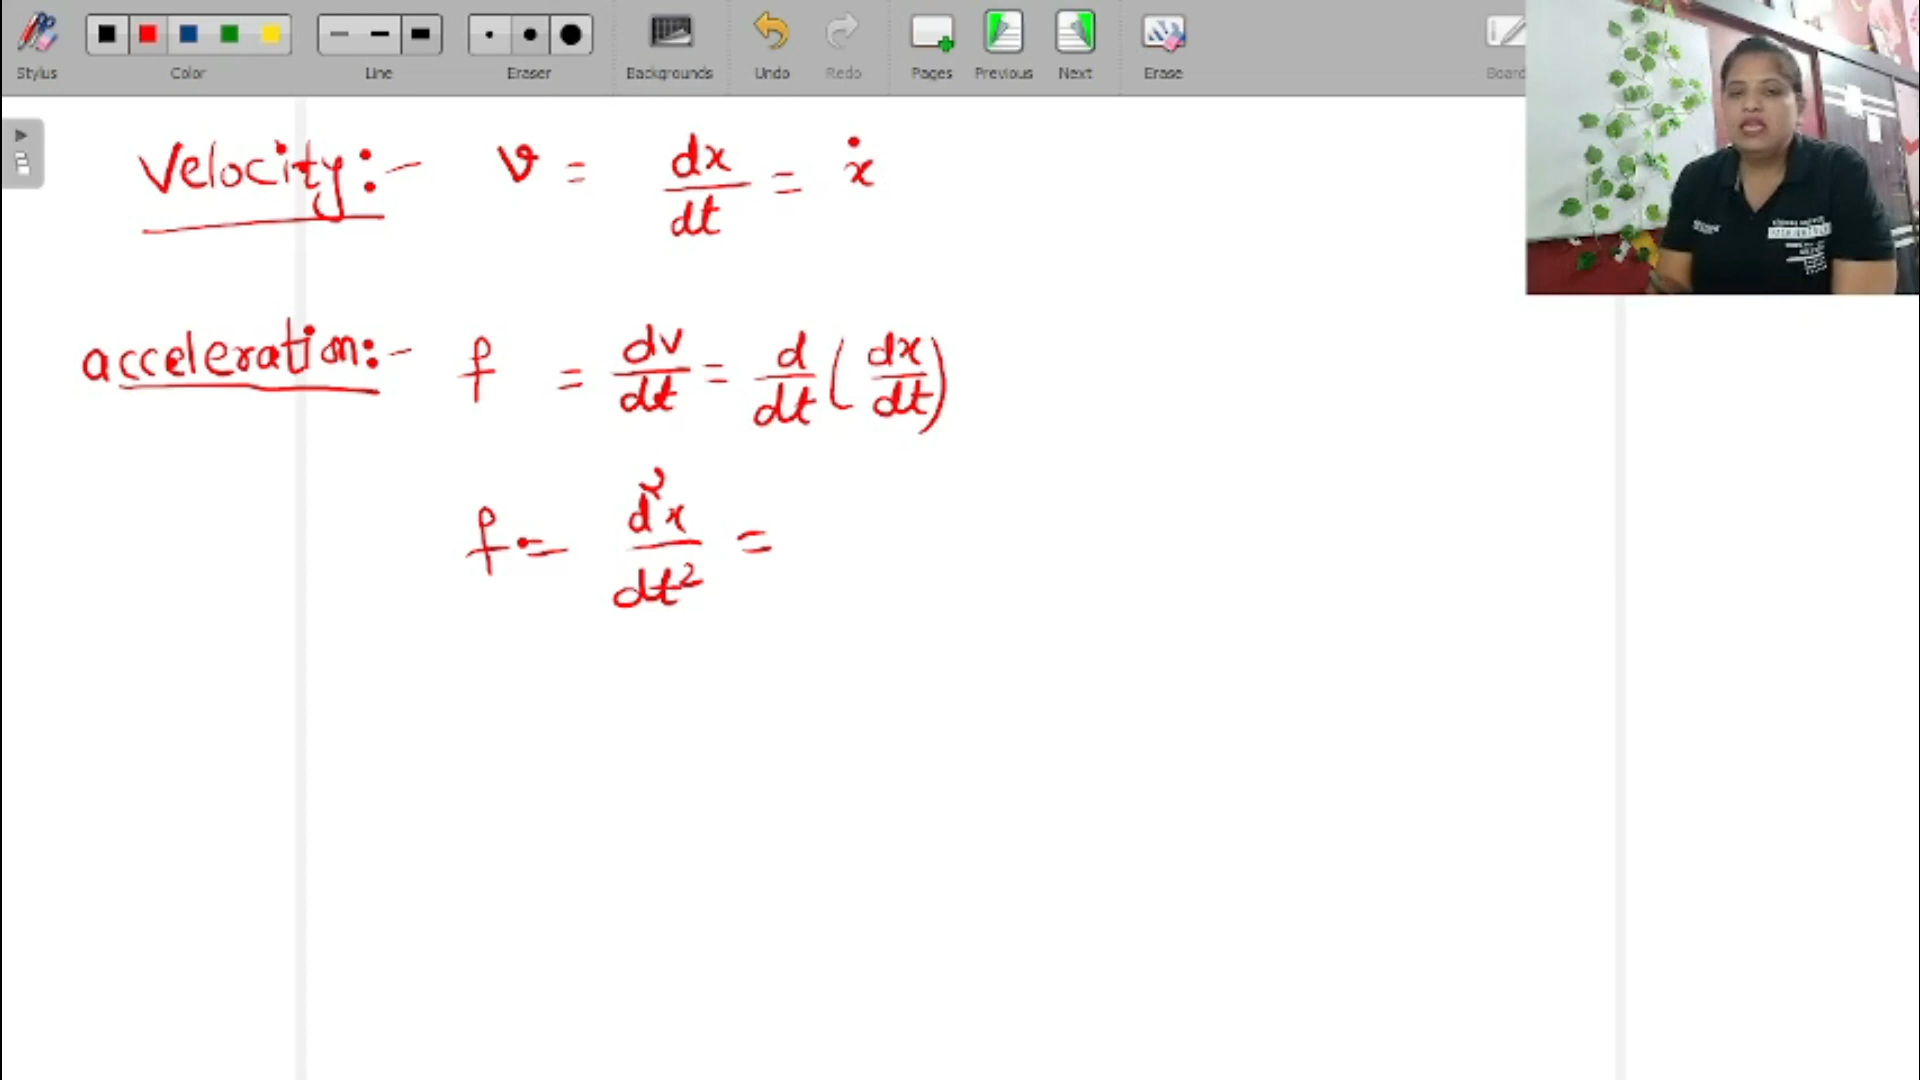 Stylus Color Line Eraser Backgrounds Undo Redo Pages Previous Next Erase Board
Velocity:- v = dx/dt = ẋ
acceleration:- f = dv/dt = d/dt (dx/dt)
f = d²x/dt² =